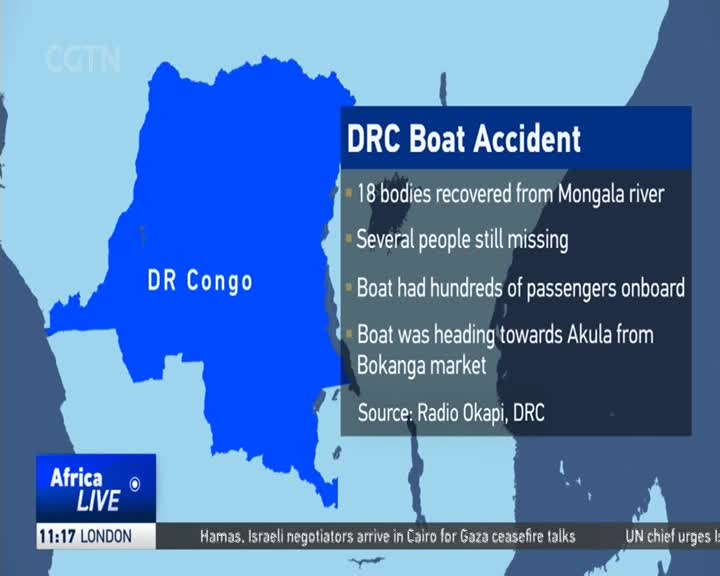 CGTN
DRC Boat Accident
18 bodies recovered from Mongala river
Several people still missing
Boat had hundreds of passengers onboard
Boat was heading towards Akula from
Bokanga market
Source: Radio Okapi, DRC
DR Congo
Africa
LIVE
11:17 LONDON
Hamas, Israeli negotiators arrive in Cairo for Gaza ceasefire talks
UN chief urges